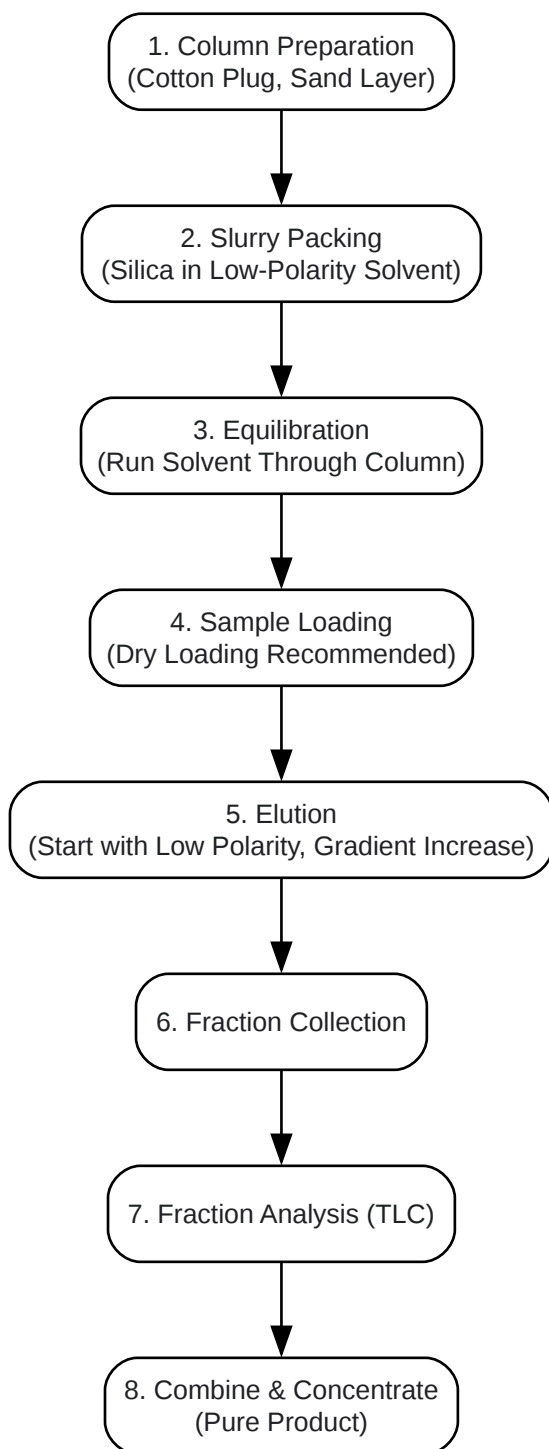 1. Column Preparation
(Cotton Plug, Sand Layer)
2. Slurry Packing
(Silica in Low-Polarity Solvent)
3. Equilibration
(Run Solvent Through Column)
4. Sample Loading
(Dry Loading Recommended)
5. Elution
(Start with Low Polarity, Gradient Increase)
6. Fraction Collection
7. Fraction Analysis (TLC)
8. Combine & Concentrate
(Pure Product)